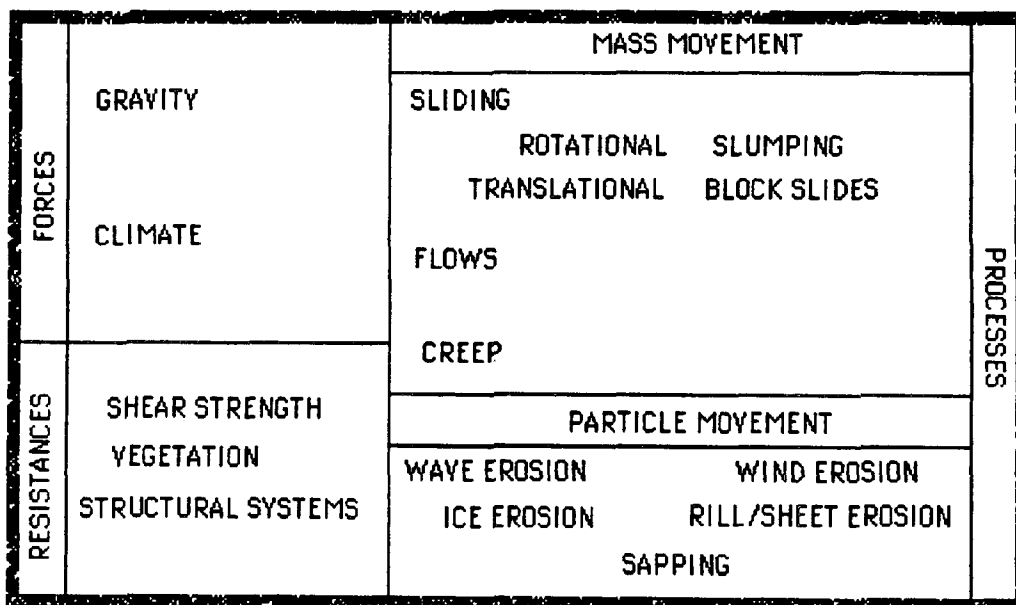 FORCES
GRAVITY
CLIMATE
RESISTANCES
SHEAR STRENGTH
VEGETATION
STRUCTURAL SYSTEMS
MASS MOVEMENT
SLIDING
ROTATIONAL SLUMPING
TRANSLATIONAL BLOCK SLIDES
FLOWS
CREEP
PARTICLE MOVEMENT
WAVE EROSION WIND EROSION
ICE EROSION RILL/SHEET EROSION
SAPPING
PROCESSES